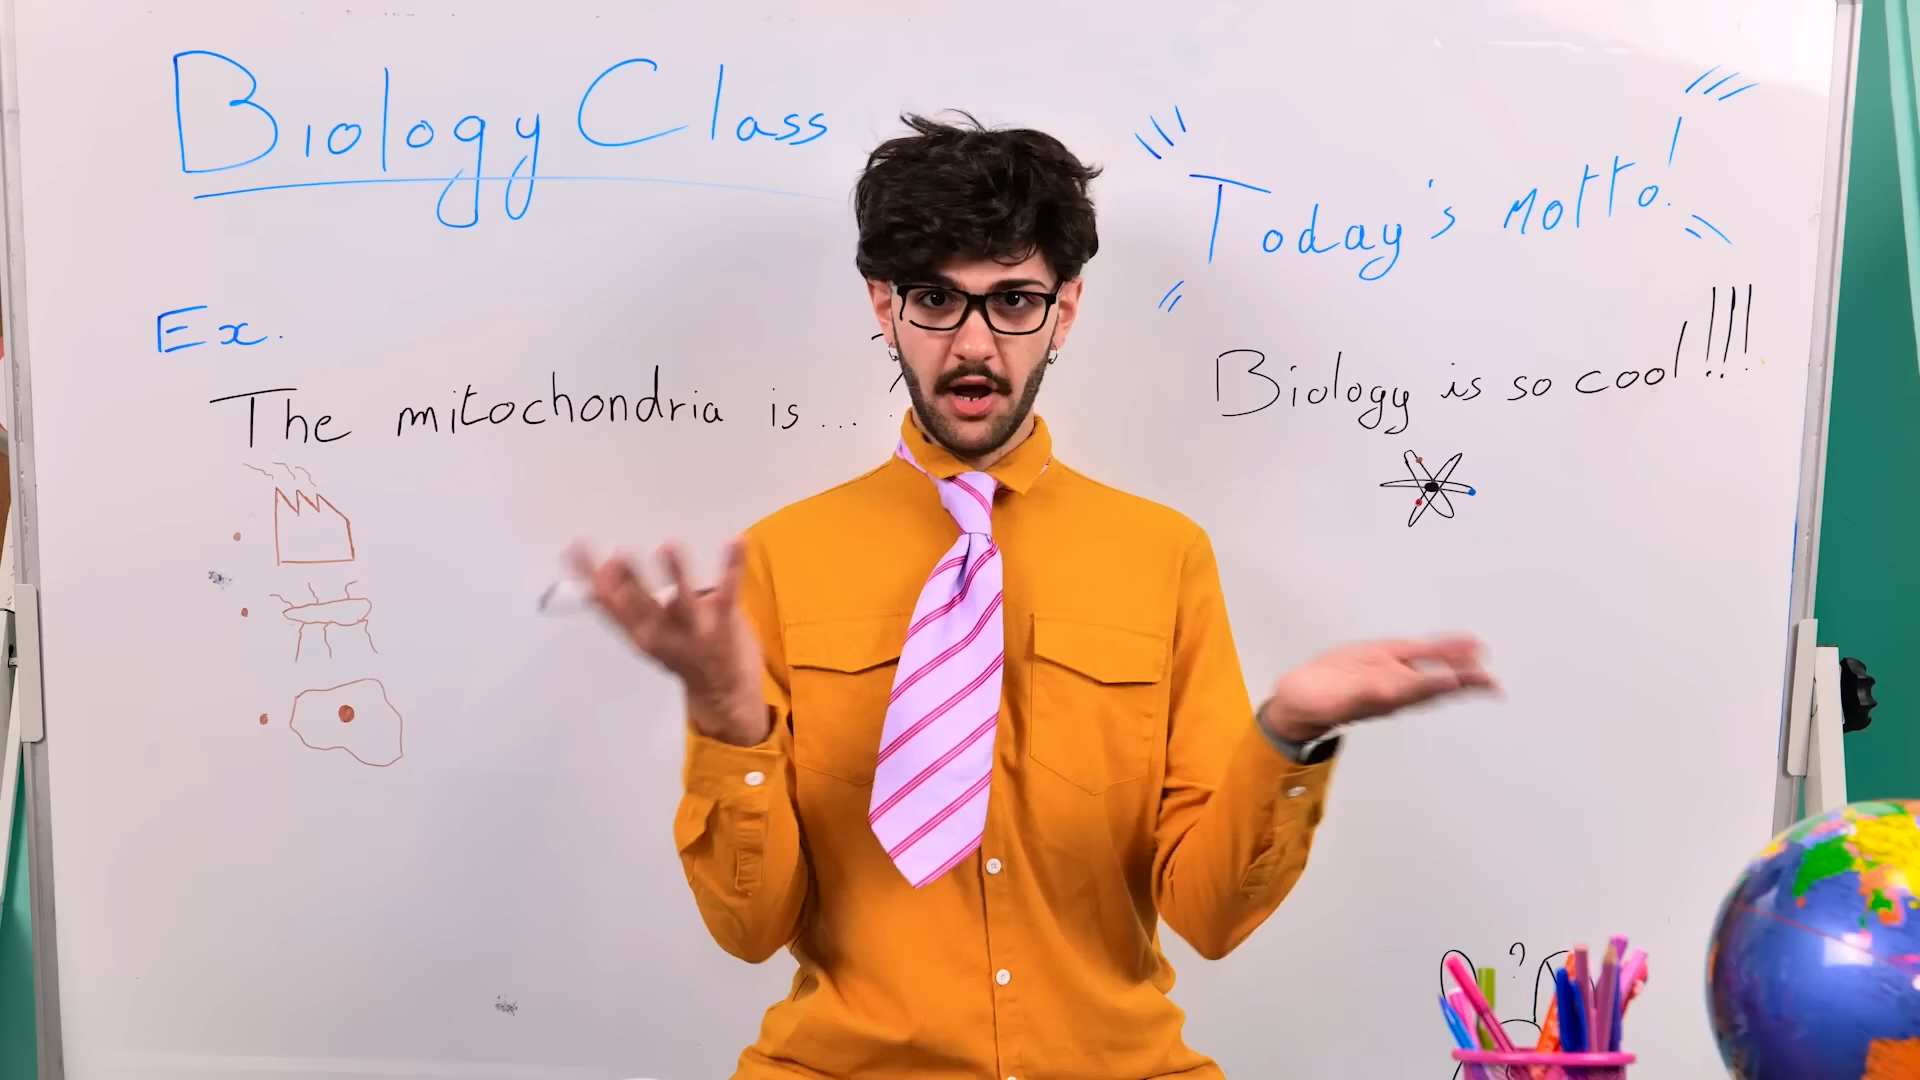 Biology Class
Today's motto!
Ex.
The mitochondria is ... ?
Biology is so cool!!!!
?